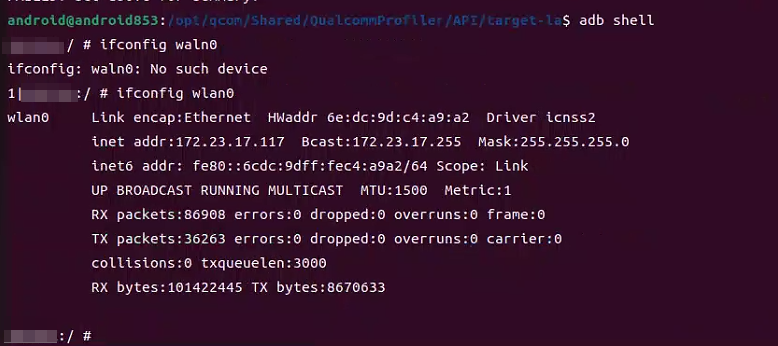 android@android853:/opt/qcom/Shared/QualcommProfiler/API/target-la$ adb shell
/ # ifconfig waln0
ifconfig: waln0: No such device
1|:/ # ifconfig wlan0
wlan0 Link encap:Ethernet HWaddr 6e:dc:9d:c4:a9:a2 Driver icnss2
inet addr:172.23.17.117 Bcast:172.23.17.255 Mask:255.255.255.0
inet6 addr: fe80::6cdc:9dff:fec4:a9a2/64 Scope: Link
UP BROADCAST RUNNING MULTICAST MTU:1500 Metric:1
RX packets:86908 errors:0 dropped:0 overruns:0 frame:0
TX packets:36263 errors:0 dropped:0 overruns:0 carrier:0
collisions:0 txqueuelen:3000
RX bytes:101422445 TX bytes:8670633
:/ #